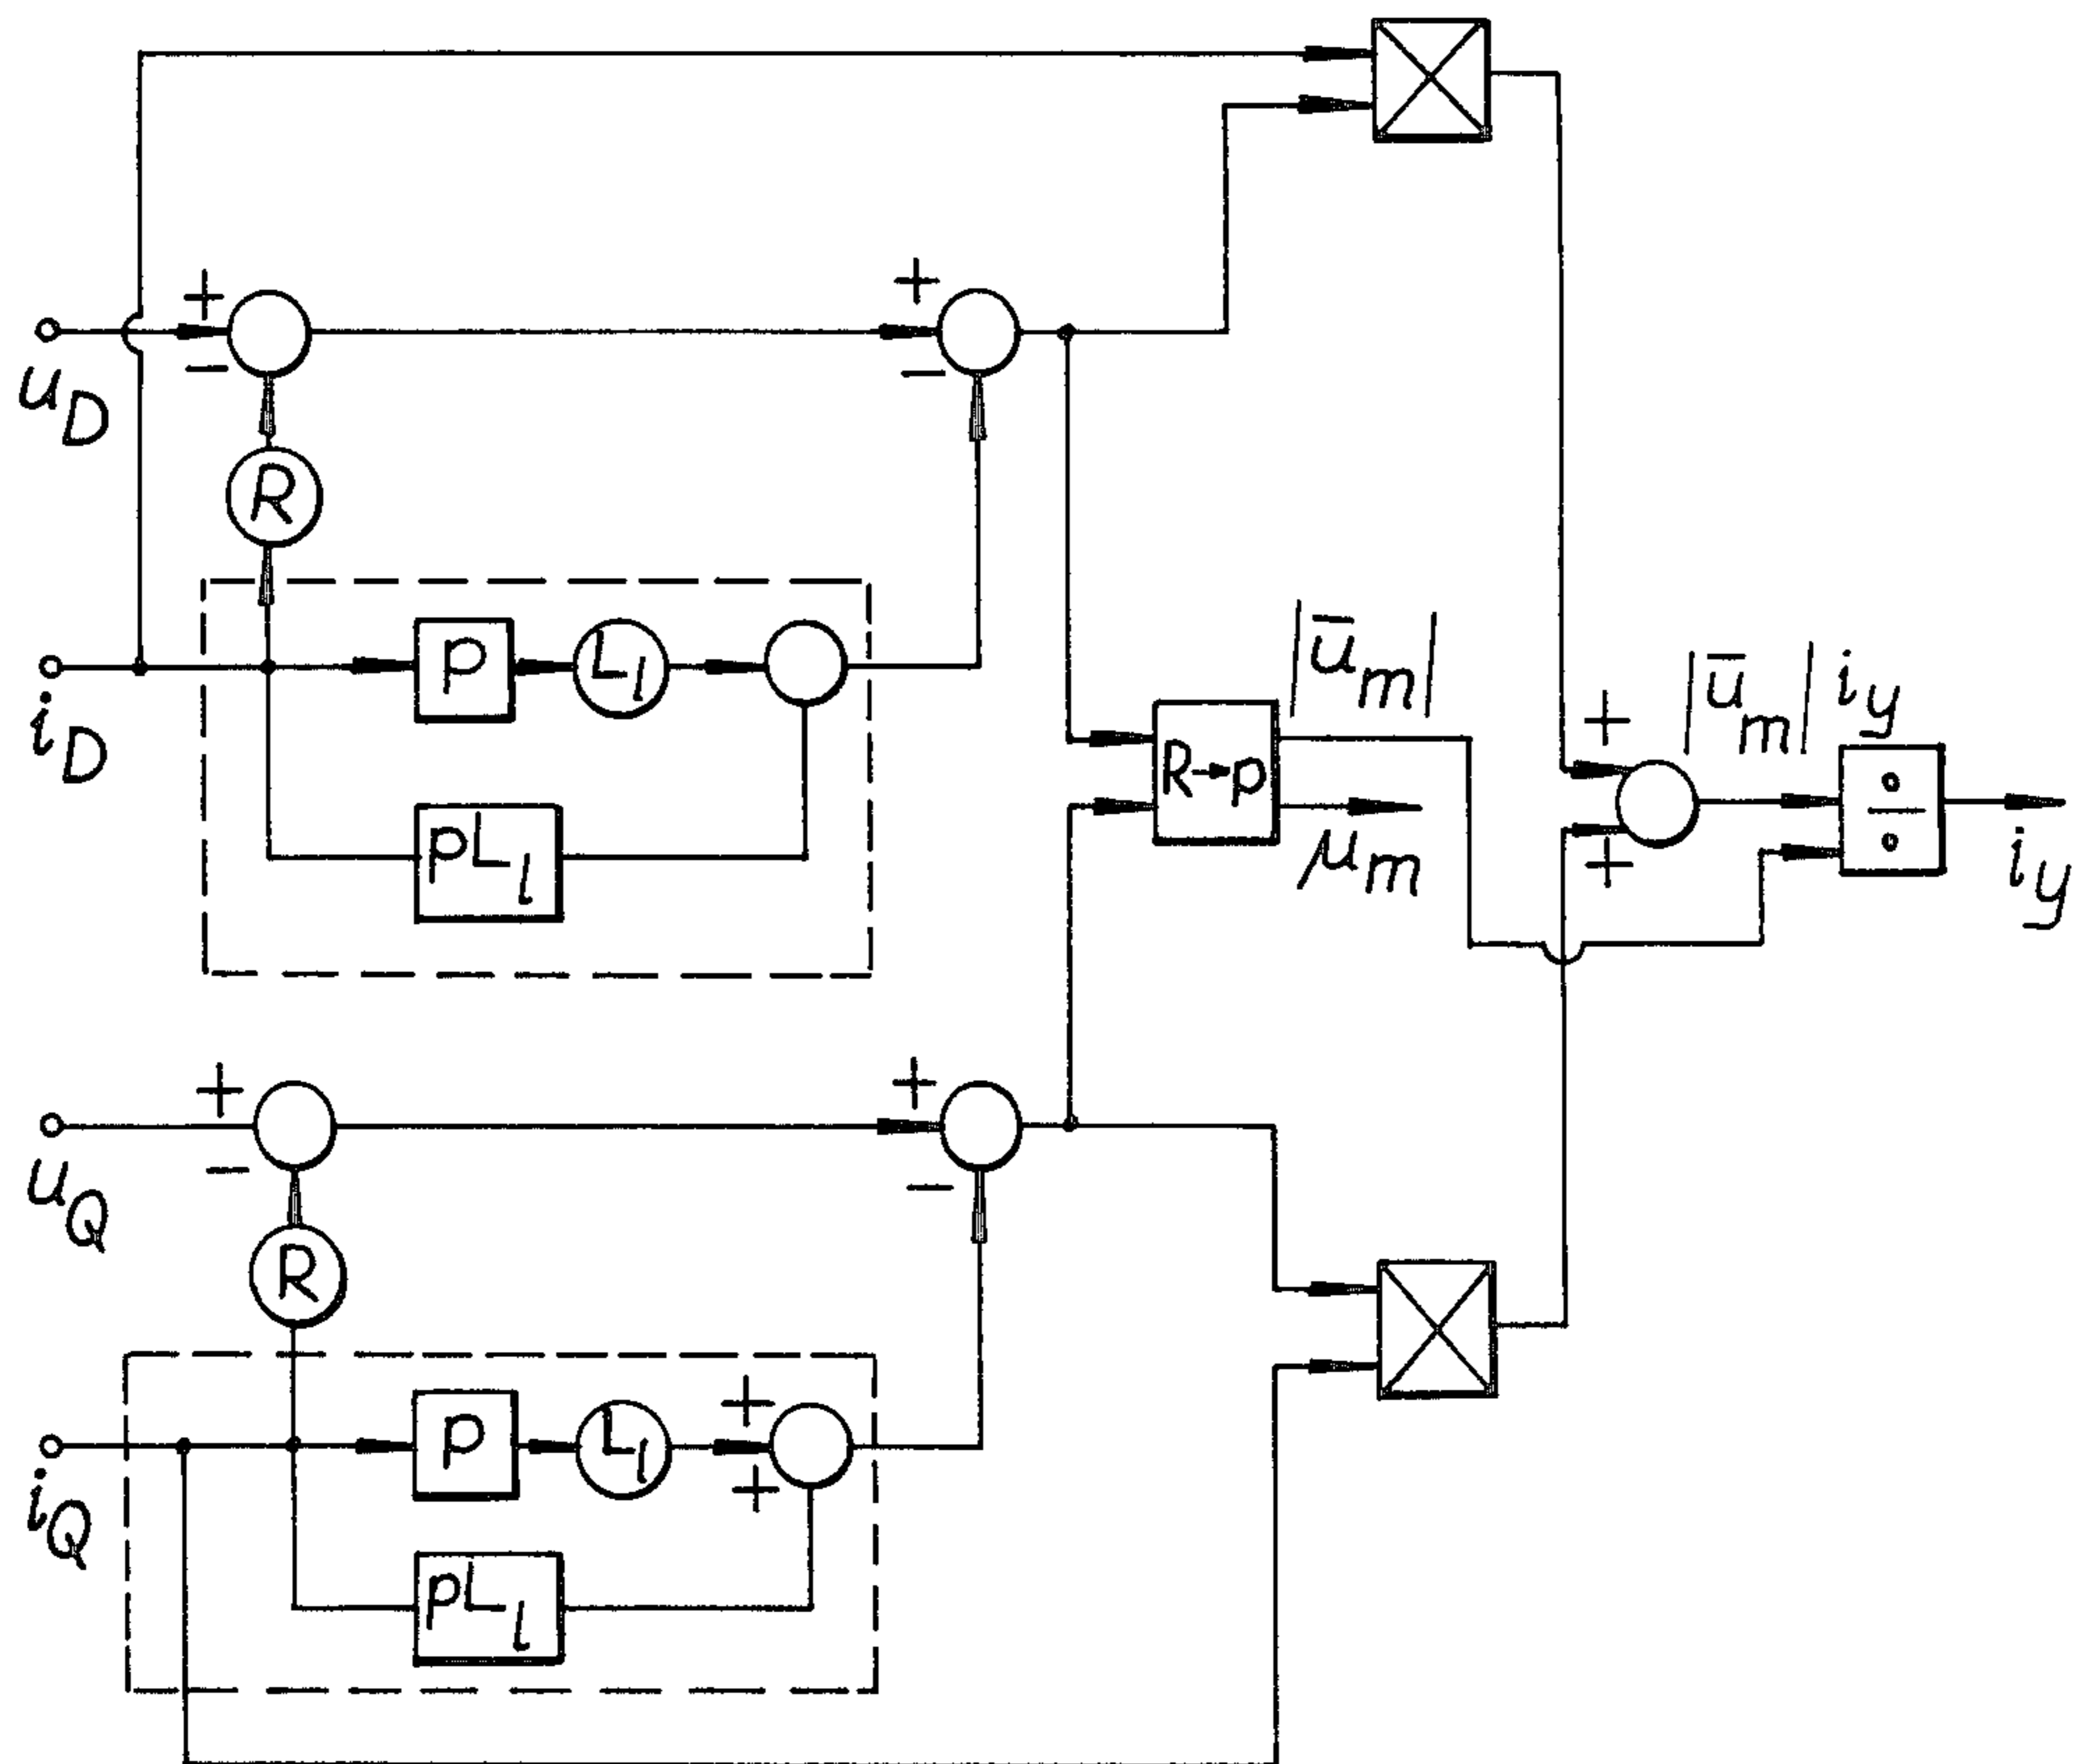 +
+
−
−
u_D
R
|ū_m|
P
L_l
|ū_m| i_y
i_D
+
R→p
÷
pL_l
μ_m
+
i_y
+
+
−
−
u_Q
R
+
P
L_l
+
i_Q
pL_l